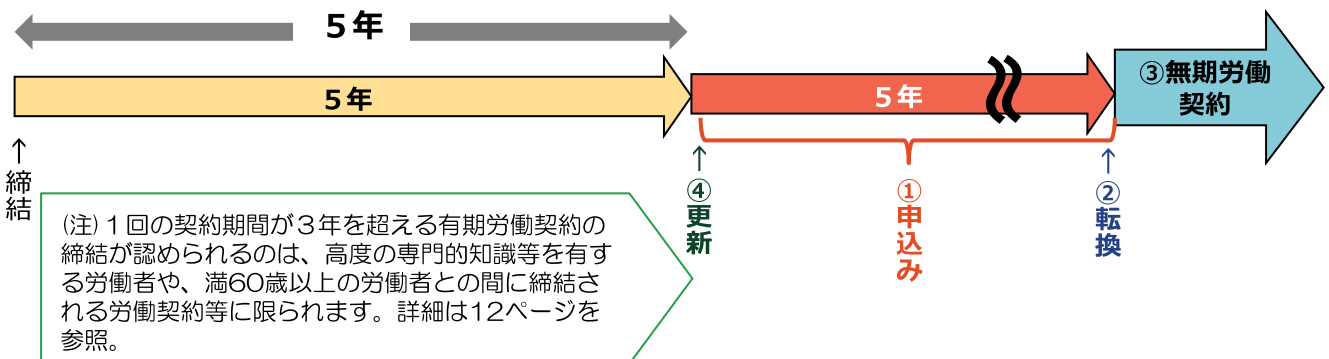 ５年
５年
５年
③無期労働
契約
↑
締結
↑
④更新
①申込み
↑
②転換
(注)１回の契約期間が３年を超える有期労働契約の
締結が認められるのは、高度の専門的知識等を有す
る労働者や、満60歳以上の労働者との間に締結さ
れる労働契約等に限られます。詳細は12ページを
参照。